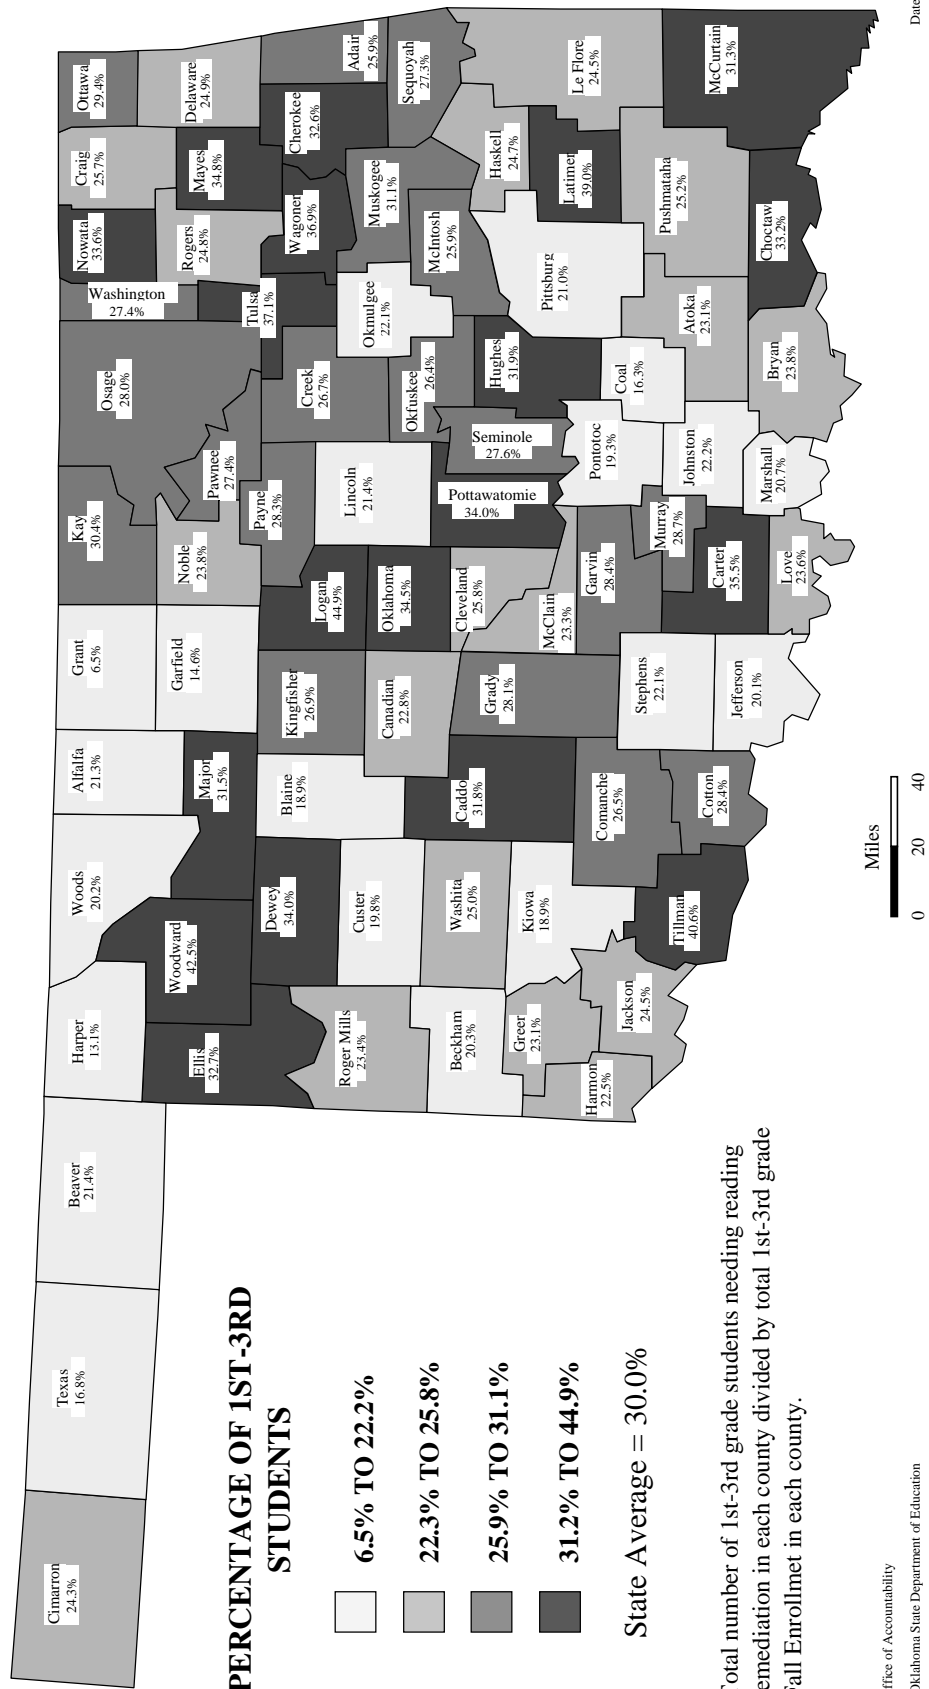 Cimarron
24.3%
Texas
16.8%
Beaver
21.4%
Harper
13.1%
Woods
20.2%
Alfalfa
21.3%
Grant
6.5%
Kay
30.4%
Osage
28.0%
Washington
27.4%
Nowata
33.6%
Craig
25.7%
Ottawa
29.4%
Ellis
32.7%
Woodward
42.5%
Major
31.5%
Garfield
14.6%
Noble
23.8%
Pawnee
27.4%
Tulsa
37.1%
Rogers
24.8%
Mayes
34.8%
Delaware
24.9%
Roger Mills
23.4%
Dewey
34.0%
Blaine
18.9%
Kingfisher
26.9%
Logan
44.9%
Payne
28.3%
Creek
26.7%
Wagoner
36.9%
Cherokee
32.6%
Adair
25.9%
Custer
19.8%
Canadian
22.8%
Oklahoma
34.5%
Lincoln
21.4%
Okfuskee
26.4%
Okmulgee
22.1%
Muskogee
31.1%
Sequoyah
27.3%
Beckham
20.3%
Washita
25.0%
Caddo
31.8%
Grady
28.1%
Cleveland
25.8%
Pottawatomie
34.0%
Seminole
27.6%
Hughes
31.9%
McIntosh
25.9%
Haskell
24.7%
Le Flore
24.5%
Greer
23.1%
Kiowa
18.9%
McClain
23.3%
Pontotoc
19.3%
Coal
16.3%
Pittsburg
21.0%
Latimer
39.0%
Harmon
22.5%
Jackson
24.5%
Comanche
26.5%
Stephens
22.1%
Garvin
28.4%
Murray
28.7%
Johnston
22.2%
Atoka
23.1%
Pushmataha
25.2%
McCurtain
31.3%
Tillman
40.6%
Cotton
28.4%
Jefferson
20.1%
Carter
35.5%
Love
23.6%
Marshall
20.7%
Bryan
23.8%
Choctaw
33.2%
PERCENTAGE OF 1ST-3RD
STUDENTS
6.5% TO 22.2%
22.3% TO 25.8%
25.9% TO 31.1%
31.2% TO 44.9%
State Average = 30.0%
Total number of 1st-3rd grade students needing reading
emediation in each county divided by total 1st-3rd grade
Fall Enrollmet in each county.
Miles
0 20 40
ffice of Accountability
Oklahoma State Department of Education
Date